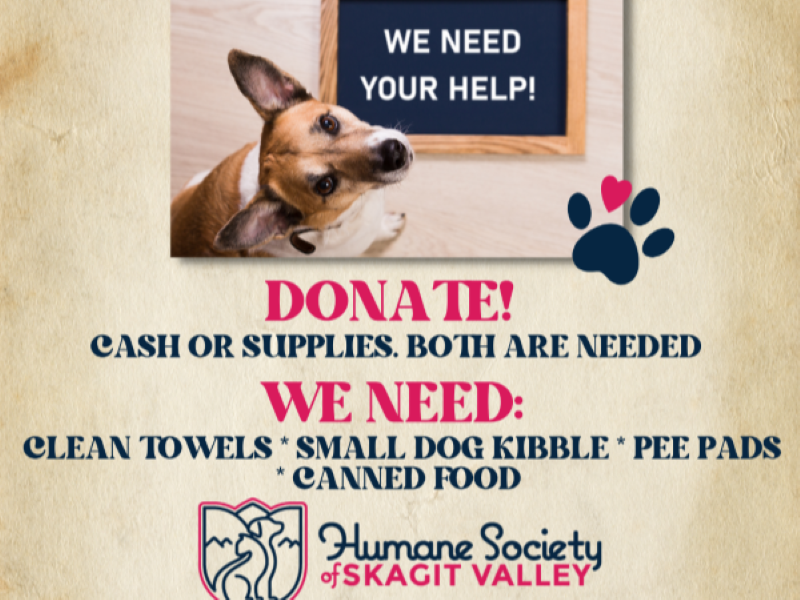 WE NEED
YOUR HELP!
DONATE!
CASH OR SUPPLIES. BOTH ARE NEEDED
WE NEED:
CLEAN TOWELS * SMALL DOG KIBBLE * PEE PADS
* CANNED FOOD
Humane Society
of SKAGIT VALLEY